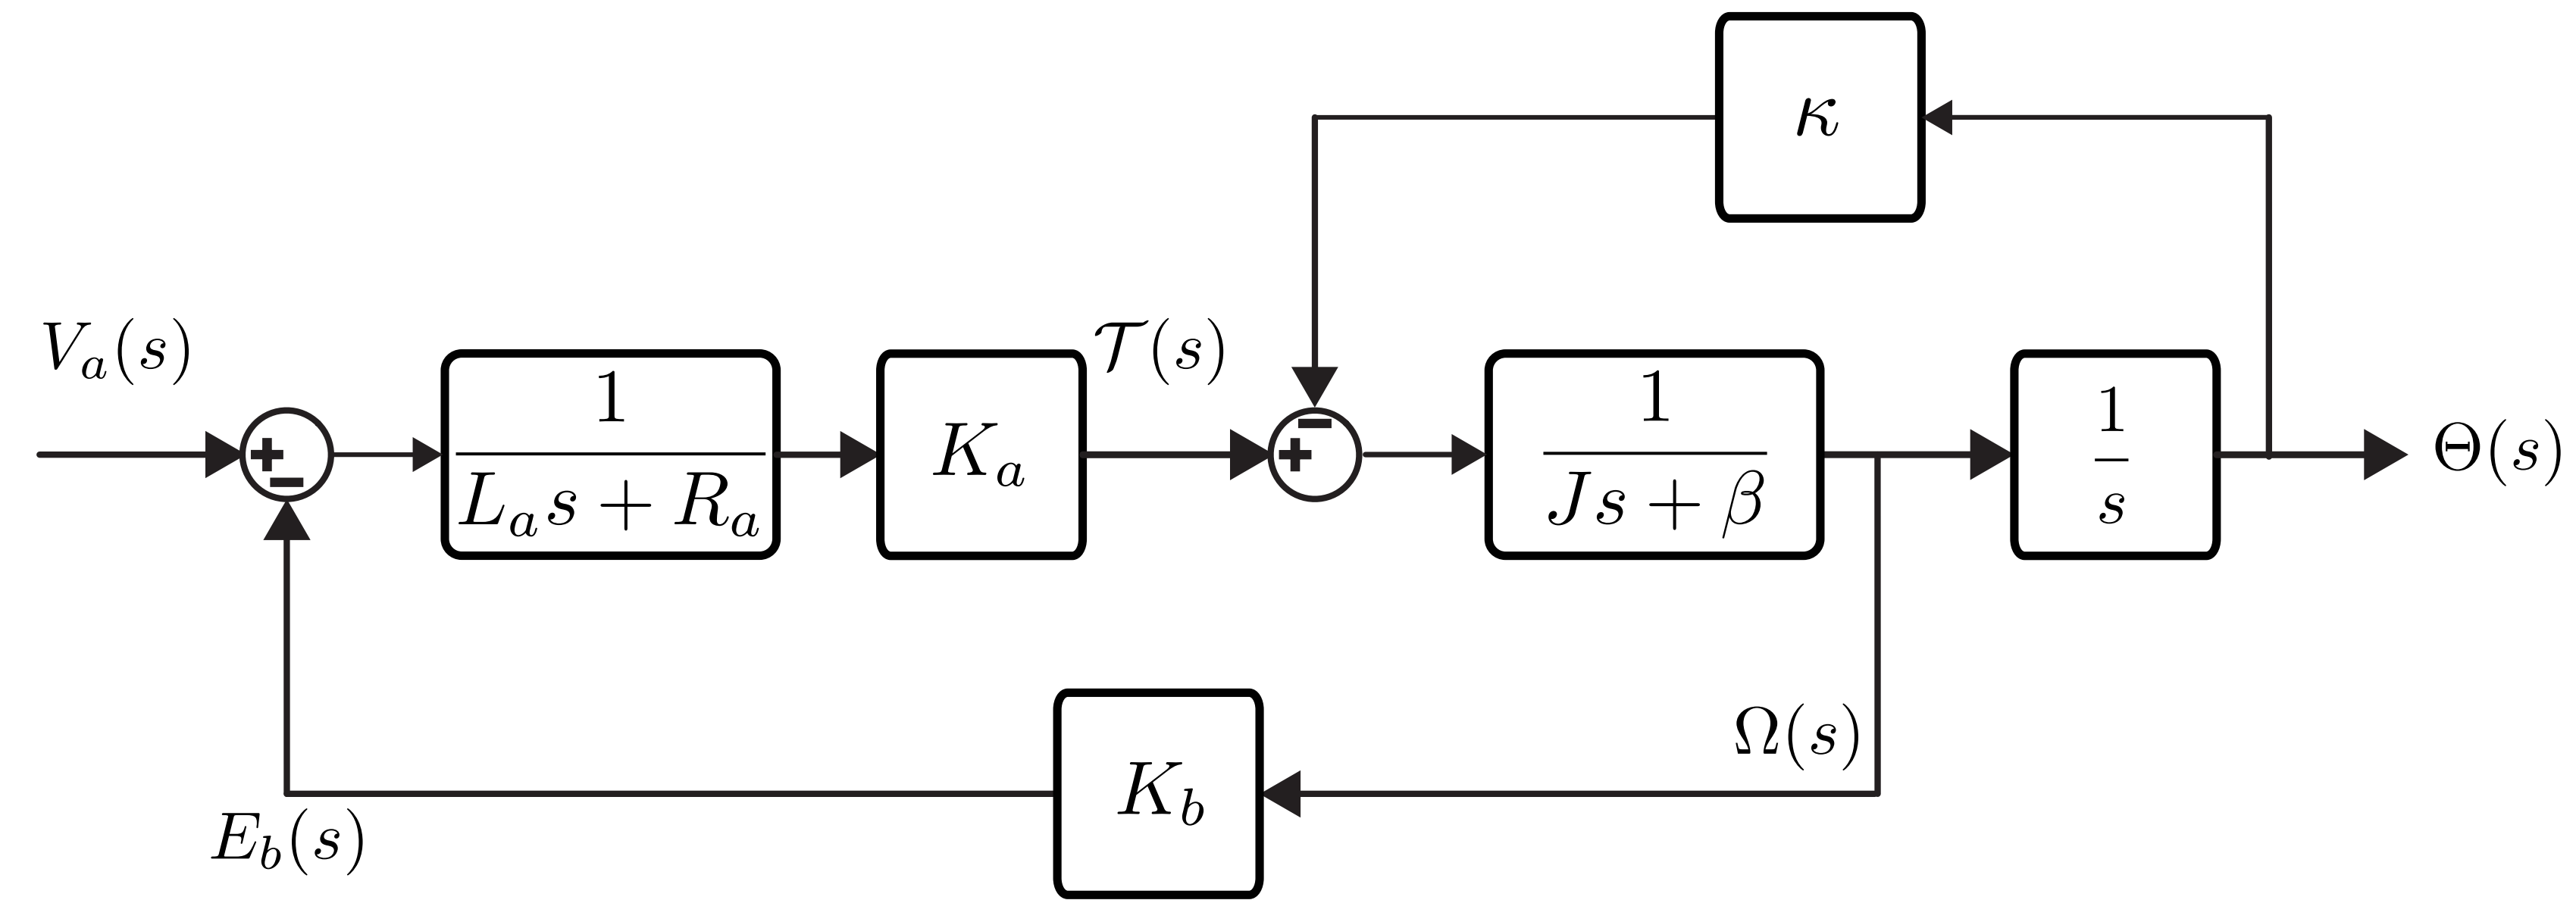 κ
V_a(s)
+
−
1
L_a s + R_a
K_a
𝒯(s)
−
+
1
Js + β
1
s
Θ(s)
Ω(s)
K_b
E_b(s)